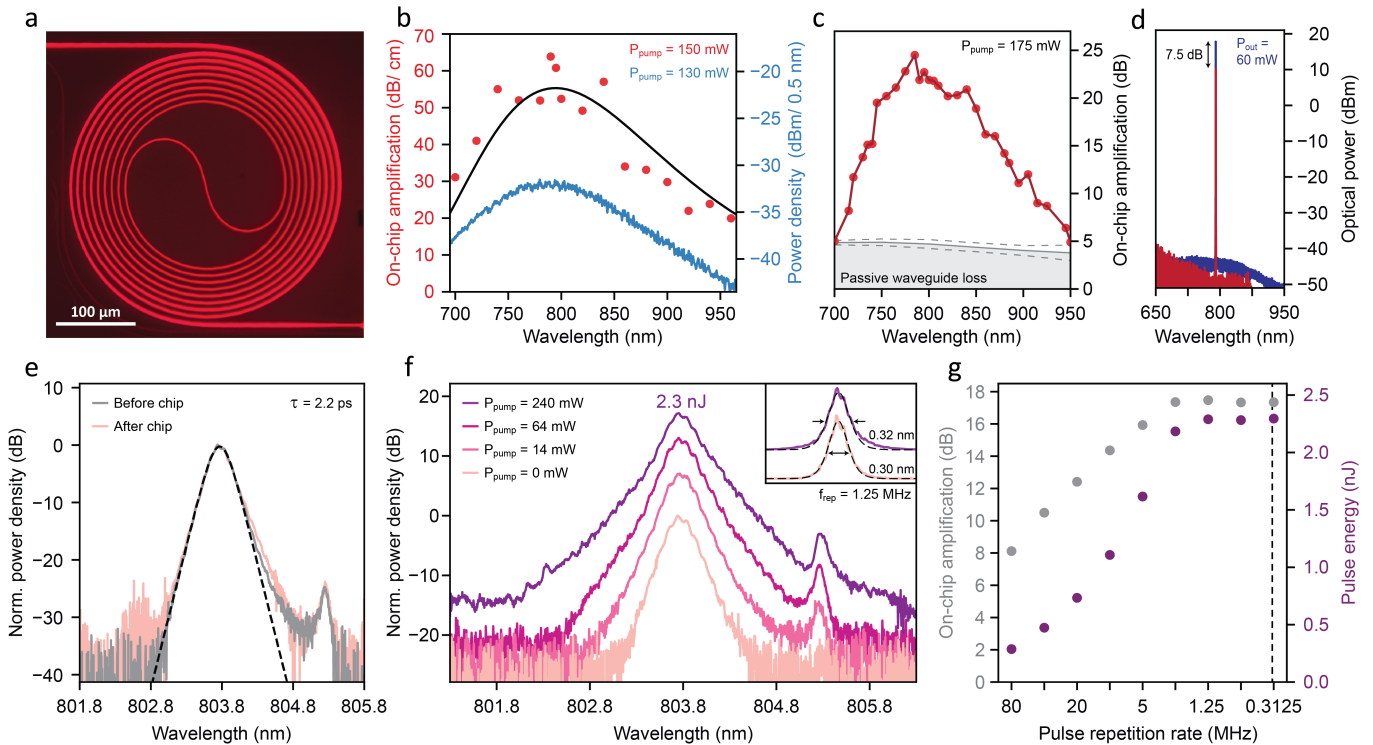 a
100 µm
b
On-chip amplification (dB/ cm)
70
60
50
40
30
20
10
0
P_pump = 150 mW
P_pump = 130 mW
−20
−25
−30
−35
−40
Power density (dBm/ 0.5 nm)
700 750 800 850 900 950
Wavelength (nm)
c
P_pump = 175 mW
Passive waveguide loss
25
20
15
10
5
0
On-chip amplification (dB)
700 750 800 850 900 950
Wavelength (nm)
d
7.5 dB
P_out =
60 mW
20
10
0
−10
−20
−30
−40
−50
Optical power (dBm)
650 950
Wavelength (nm)
e
Norm. power density (dB)
10
0
−10
−20
−30
−40
Before chip
After chip
τ = 2.2 ps
801.8 802.8 803.8 804.8 805.8
Wavelength (nm)
f
Norm. power density (dB)
20
10
0
−10
−20
P_pump = 240 mW
P_pump = 64 mW
P_pump = 14 mW
P_pump = 0 mW
2.3 nJ
0.32 nm
0.30 nm
f_rep = 1.25 MHz
801.8 802.8 803.8 804.8 805.8
Wavelength (nm)
g
On-chip amplification (dB)
18
16
14
12
10
8
6
4
2
0
2.5
2.0
1.5
1.0
0.5
0.0
Pulse energy (nJ)
80 20 5 1.25 0.3125
Pulse repetition rate (MHz)